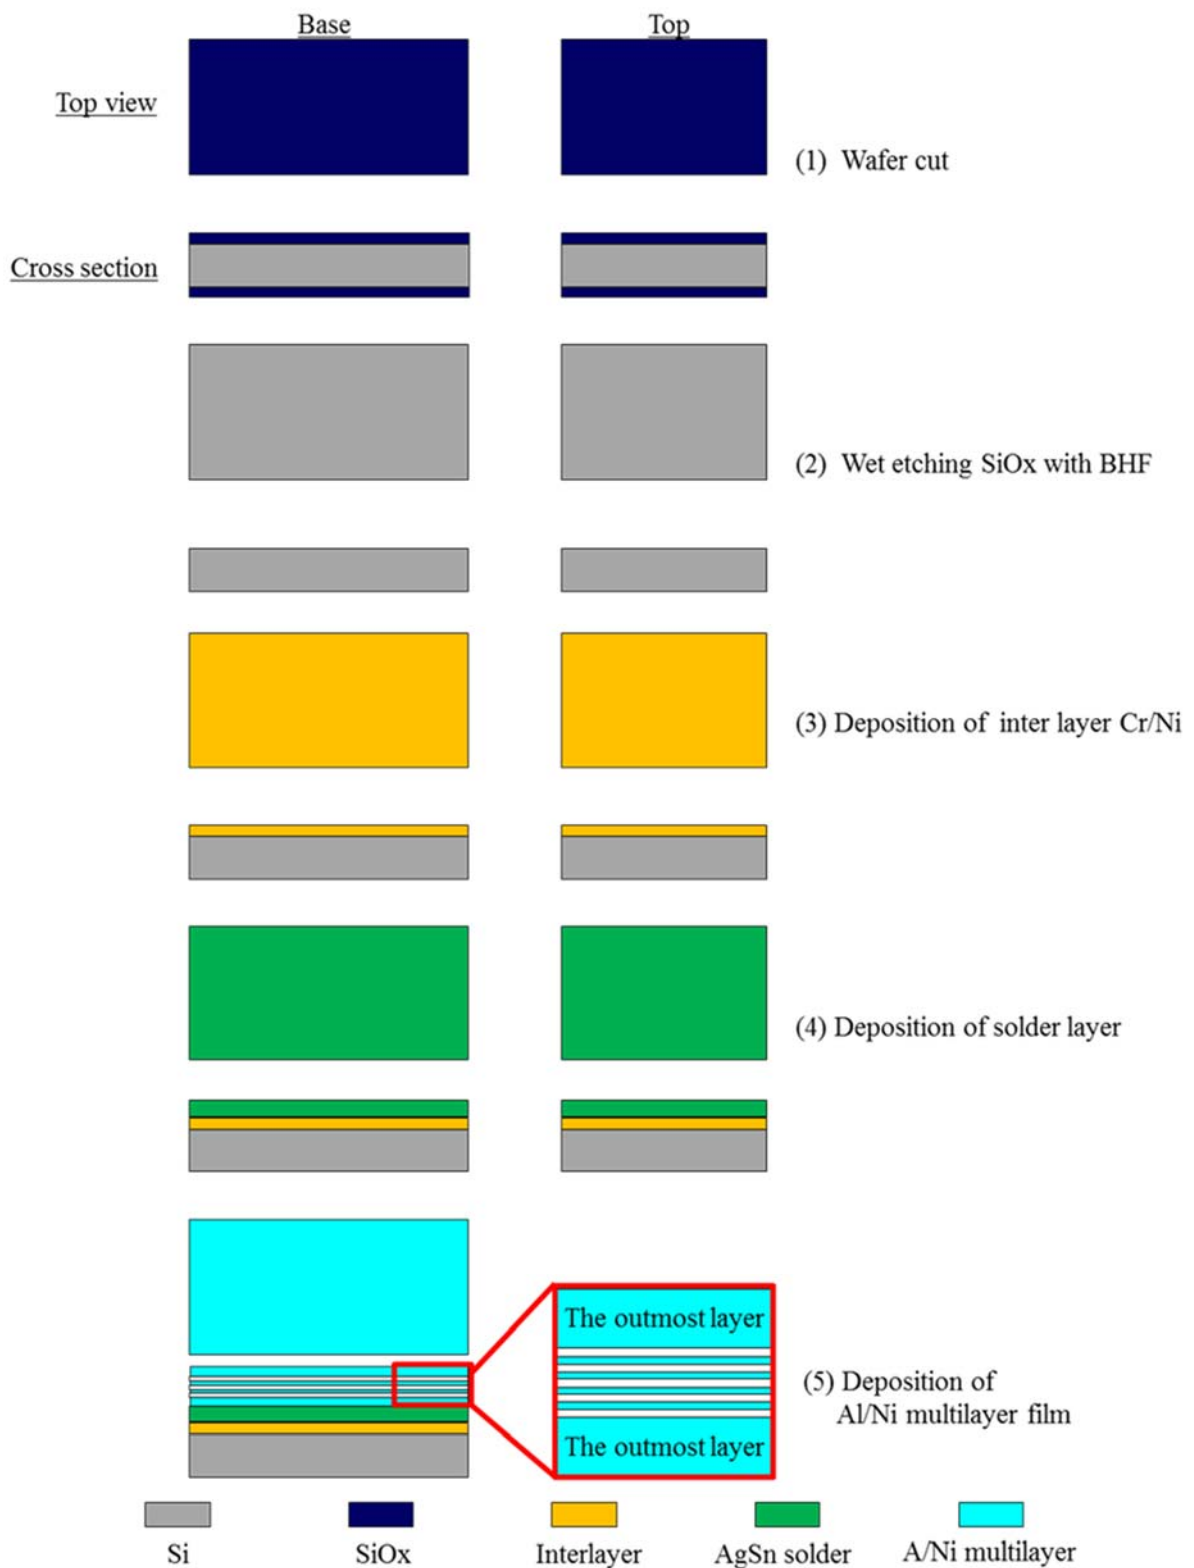 Base
Top
Top view
(1) Wafer cut
Cross section
(2) Wet etching SiOx with BHF
(3) Deposition of inter layer Cr/Ni
(4) Deposition of solder layer
The outmost layer
The outmost layer
(5) Deposition of
Al/Ni multilayer film
Si
SiOx
Interlayer
AgSn solder
A/Ni multilayer